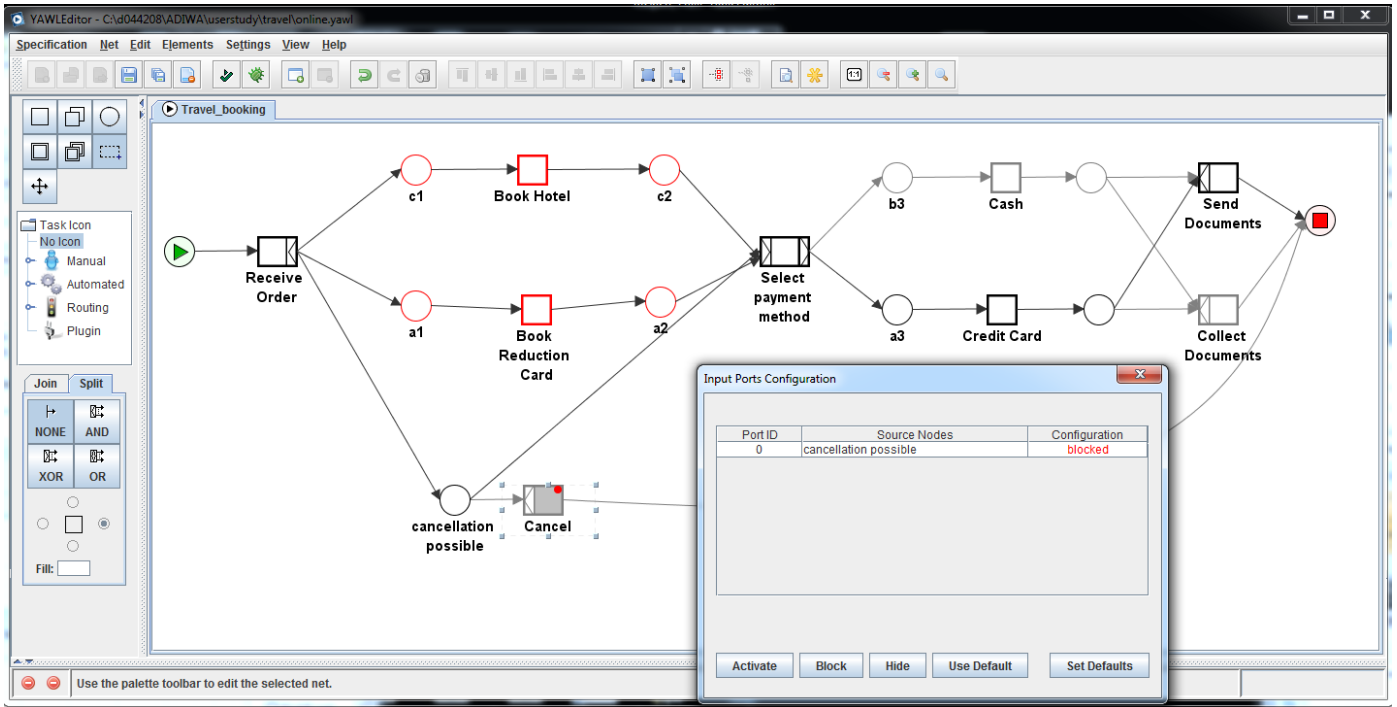 YAWLEditor - C:\d044208\ADIWA\userstudy\travel\online.yawl
Specification Net Edit Elements Settings View Help
1:1
Travel_booking
Task Icon
No Icon
Manual
Automated
Routing
Plugin
Join Split
NONE AND
XOR OR
Fill:
c1
Book Hotel
c2
b3
Cash
Send
Documents
Receive
Order
Select
payment
method
a1
Book
Reduction
Card
a2
a3
Credit Card
Collect
Documents
cancellation
possible
Cancel
Input Ports Configuration
Port ID Source Nodes Configuration
0 cancellation possible blocked
Activate Block Hide Use Default Set Defaults
Use the palette toolbar to edit the selected net.